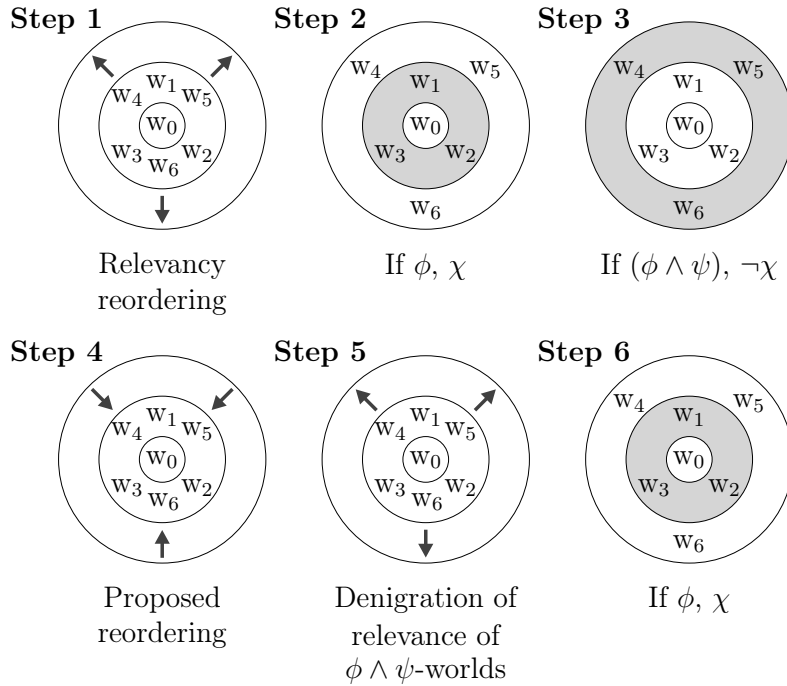 Step 1
w₁
w₄ w₅
w₀
w₃ w₂
w₆
Relevancy
reordering
Step 2
w₄ w₅
w₁
w₀
w₃ w₂
w₆
If ϕ, χ
Step 3
w₄ w₅
w₁
w₀
w₃ w₂
w₆
If (ϕ ∧ ψ), ¬χ
Step 4
w₁
w₄ w₅
w₀
w₃ w₂
w₆
Proposed
reordering
Step 5
w₁
w₄ w₅
w₀
w₃ w₂
w₆
Denigration of
relevance of
ϕ ∧ ψ-worlds
Step 6
w₄ w₅
w₁
w₀
w₃ w₂
w₆
If ϕ, χ